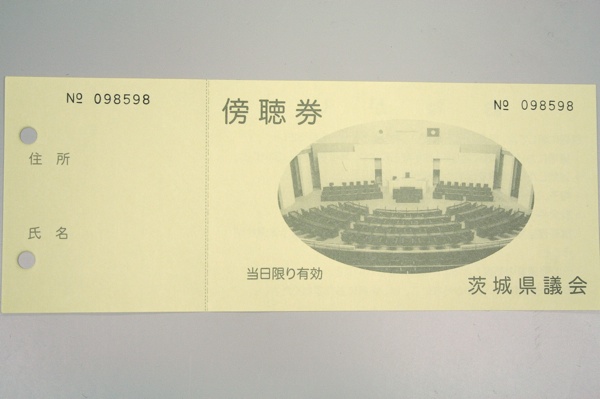 № 098598
住所
氏名
傍聴券
№ 098598
当日限り有効
茨城県議会